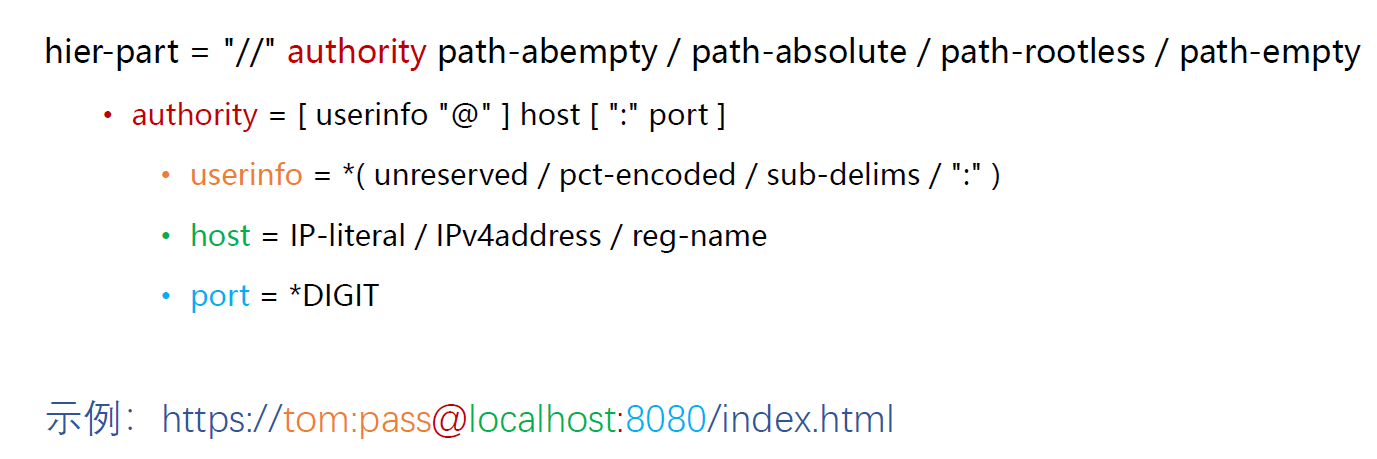 hier-part = "//" authority path-abempty / path-absolute / path-rootless / path-empty
• authority = [ userinfo "@" ] host [ ":" port ]
• userinfo = *( unreserved / pct-encoded / sub-delims / ":" )
• host = IP-literal / IPv4address / reg-name
• port = *DIGIT
示例：https://tom:pass@localhost:8080/index.html